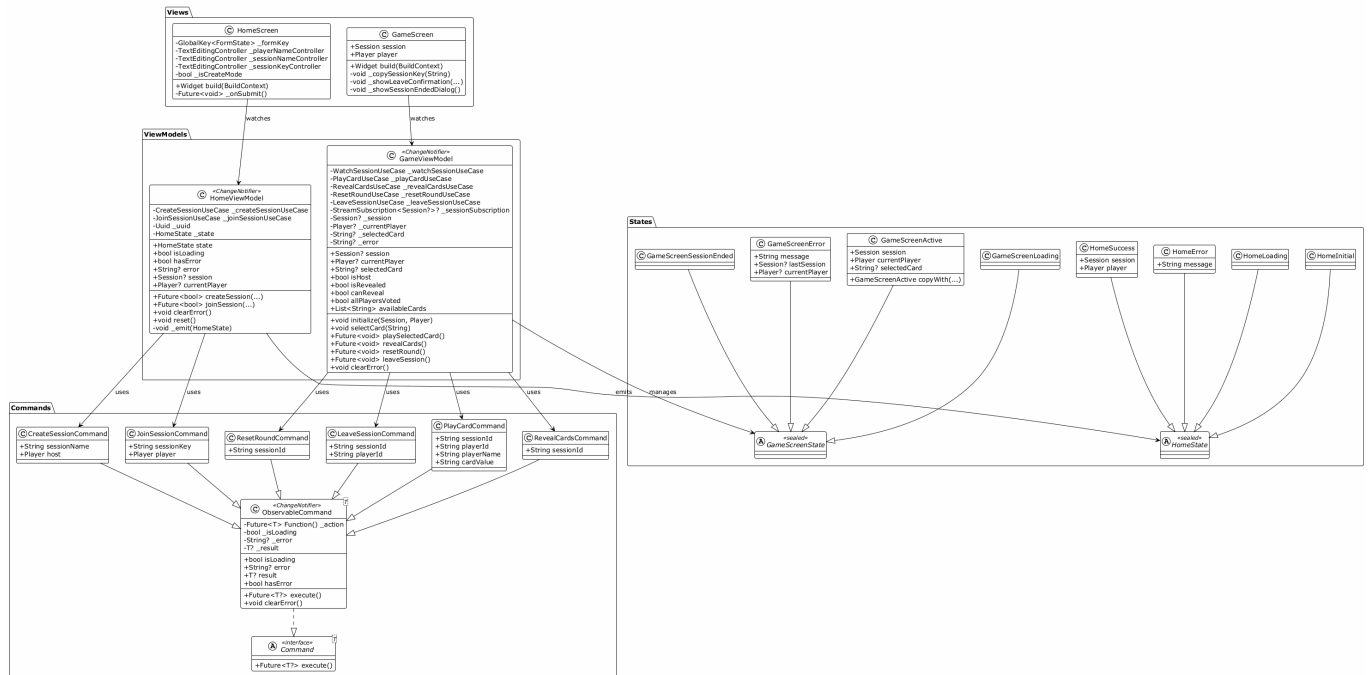 Views
C HomeScreen
-GlobalKey<FormState> _formKey
-TextEditingController _playerNameController
-TextEditingController _sessionNameController
-TextEditingController _sessionKeyController
-bool _isCreateMode
+Widget build(BuildContext)
-Future<void> _onSubmit()
C GameScreen
+Session session
+Player player
+Widget build(BuildContext)
-void _copySessionKey(String)
-void _showLeaveConfirmation(...)
-void _showSessionEndedDialog()
watches
watches
ViewModels
«ChangeNotifier»
C HomeViewModel
-CreateSessionUseCase _createSessionUseCase
-JoinSessionUseCase _joinSessionUseCase
-Uuid _uuid
-HomeState _state
+HomeState state
+bool isLoading
+bool hasError
+String? error
+Session? session
+Player? currentPlayer
+Future<bool> createSession(...)
+Future<bool> joinSession(...)
+void clearError()
+void reset()
-void _emit(HomeState)
«ChangeNotifier»
C GameViewModel
-WatchSessionUseCase _watchSessionUseCase
-PlayCardUseCase _playCardUseCase
-RevealCardsUseCase _revealCardsUseCase
-ResetRoundUseCase _resetRoundUseCase
-LeaveSessionUseCase _leaveSessionUseCase
-StreamSubscription<Session?>? _sessionSubscription
-Session? _session
-Player? _currentPlayer
-String? _selectedCard
-String? _error
+Session? session
+Player? currentPlayer
+String? selectedCard
+bool isHost
+bool isRevealed
+bool canReveal
+bool allPlayersVoted
+List<String> availableCards
+void initialize(Session, Player)
+void selectCard(String)
+Future<void> playSelectedCard()
+Future<void> revealCards()
+Future<void> resetRound()
+Future<void> leaveSession()
+void clearError()
States
C GameScreenSessionEnded
C GameScreenError
+String message
+Session? lastSession
+Player? currentPlayer
C GameScreenActive
+Session session
+Player currentPlayer
+String? selectedCard
+GameScreenActive copyWith(...)
C GameScreenLoading
C HomeSuccess
+Session session
+Player player
C HomeError
+String message
C HomeLoading
C HomeInitial
uses
uses
uses
uses
uses
uses
emits
manages
«sealed»
A GameScreenState
«sealed»
A HomeState
Commands
C CreateSessionCommand
+String sessionName
+Player host
C JoinSessionCommand
+String sessionKey
+Player player
C ResetRoundCommand
+String sessionId
C LeaveSessionCommand
+String sessionId
+String playerId
C PlayCardCommand
+String sessionId
+String playerId
+String playerName
+String cardValue
C RevealCardsCommand
+String sessionId
T
«ChangeNotifier»
C ObservableCommand
-Future<T> Function() _action
-bool _isLoading
-String? _error
-T? _result
+bool isLoading
+String? error
+T? result
+bool hasError
+Future<T?> execute()
+void clearError()
T
«interface»
A Command
+Future<T?> execute()